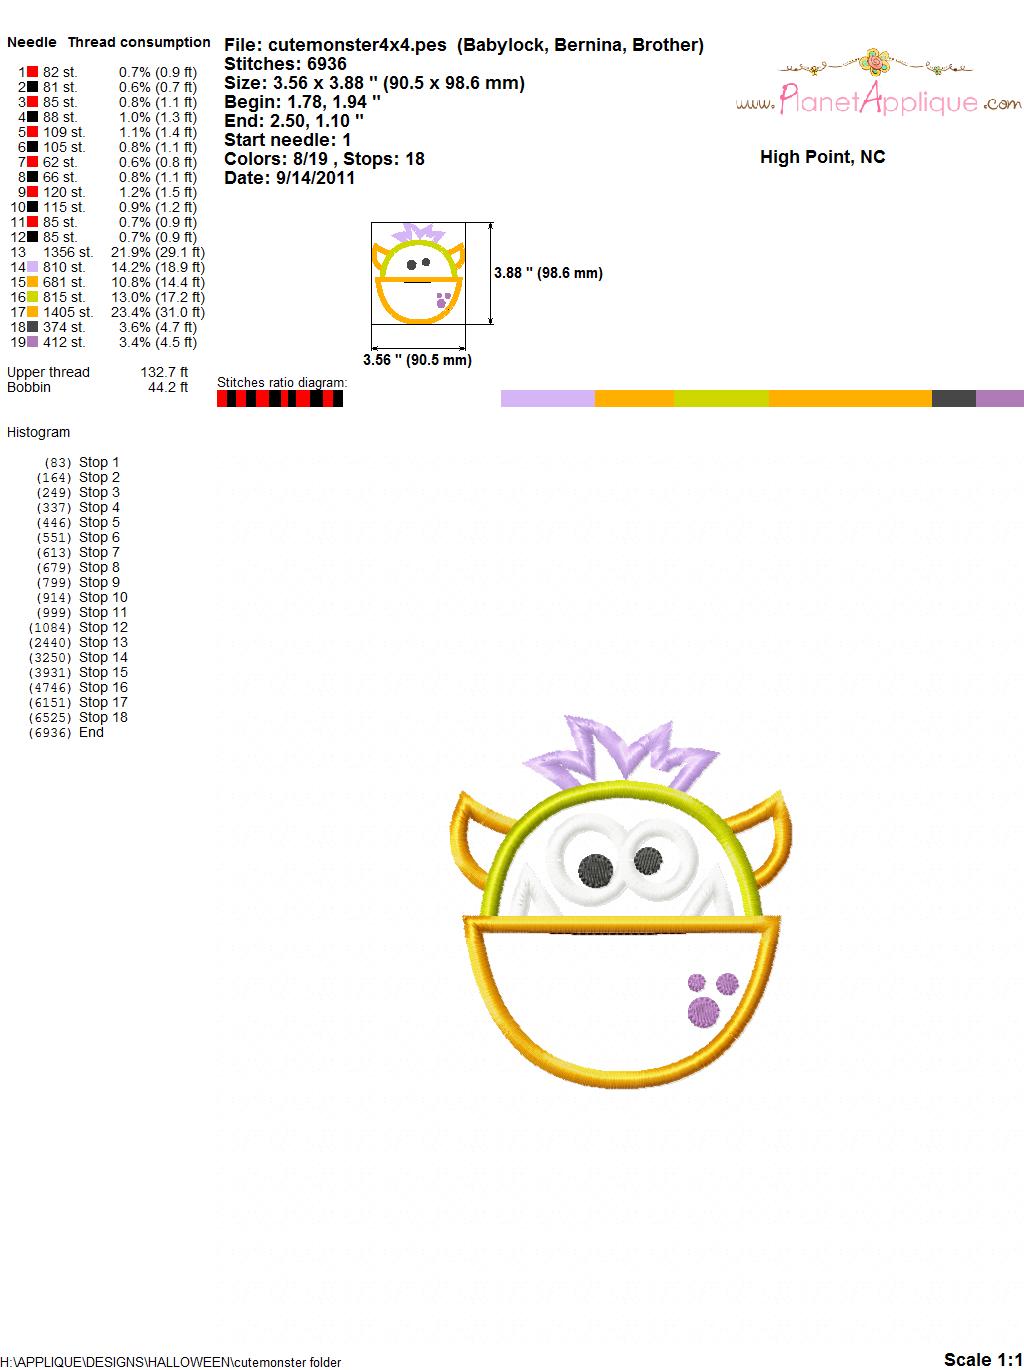 Needle Thread consumption
1 82 st. 0.7% (0.9 ft)
2 81 st. 0.6% (0.7 ft)
3 85 st. 0.8% (1.1 ft)
4 88 st. 1.0% (1.3 ft)
5 109 st. 1.1% (1.4 ft)
6 105 st. 0.8% (1.1 ft)
7 62 st. 0.6% (0.8 ft)
8 66 st. 0.8% (1.1 ft)
9 120 st. 1.2% (1.5 ft)
10 115 st. 0.9% (1.2 ft)
11 85 st. 0.7% (0.9 ft)
12 85 st. 0.7% (0.9 ft)
13 1356 st. 21.9% (29.1 ft)
14 810 st. 14.2% (18.9 ft)
15 681 st. 10.8% (14.4 ft)
16 815 st. 13.0% (17.2 ft)
17 1405 st. 23.4% (31.0 ft)
18 374 st. 3.6% (4.7 ft)
19 412 st. 3.4% (4.5 ft)
Upper thread 132.7 ft
Bobbin 44.2 ft
File: cutemonster4x4.pes (Babylock, Bernina, Brother)
Stitches: 6936
Size: 3.56 x 3.88 " (90.5 x 98.6 mm)
Begin: 1.78, 1.94 "
End: 2.50, 1.10 "
Start needle: 1
Colors: 8/19 , Stops: 18
Date: 9/14/2011
www.PlanetApplique.com
High Point, NC
3.88 " (98.6 mm)
3.56 " (90.5 mm)
Stitches ratio diagram:
Histogram
(83) Stop 1
(164) Stop 2
(249) Stop 3
(337) Stop 4
(446) Stop 5
(551) Stop 6
(613) Stop 7
(679) Stop 8
(799) Stop 9
(914) Stop 10
(999) Stop 11
(1084) Stop 12
(2440) Stop 13
(3250) Stop 14
(3931) Stop 15
(4746) Stop 16
(6151) Stop 17
(6525) Stop 18
(6936) End
H:\APPLIQUE\DESIGNS\HALLOWEEN\cutemonster folder
Scale 1:1